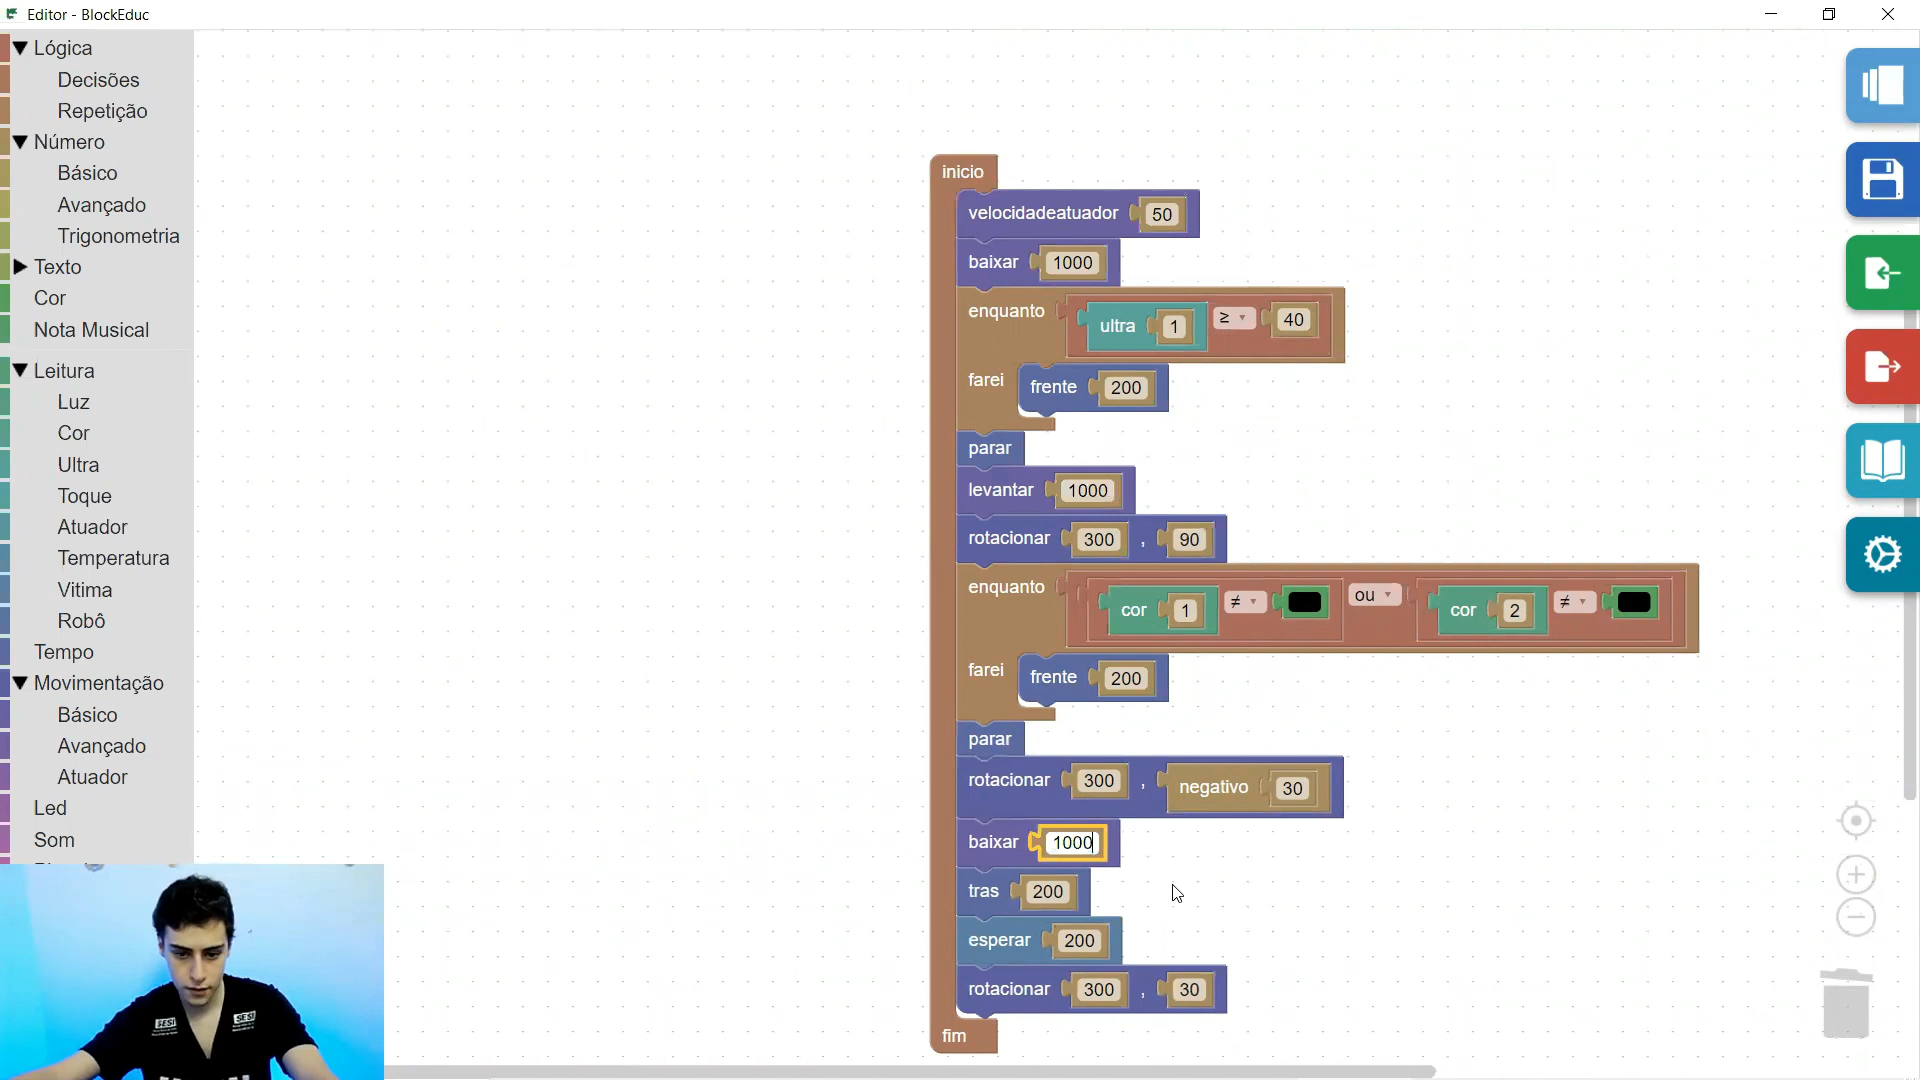 Editor - BlockEduc
Lógica
Decisões
Repetição
Número
Básico
Avançado
Trigonometria
Texto
Cor
Nota Musical
Leitura
Luz
Cor
Ultra
Toque
Atuador
Temperatura
Vitima
Robô
Tempo
Movimentação
Básico
Avançado
Atuador
Led
Som
inicio
velocidadeatuador 50
baixar 1000
enquanto ultra 1 ≥ 40
farei frente 200
parar
levantar 1000
rotacionar 300 , 90
enquanto cor 1 ≠ ou cor 2 ≠
farei frente 200
parar
rotacionar 300 , negativo 30
baixar 1000
tras 200
esperar 200
rotacionar 300 , 30
fim
SESI SESI